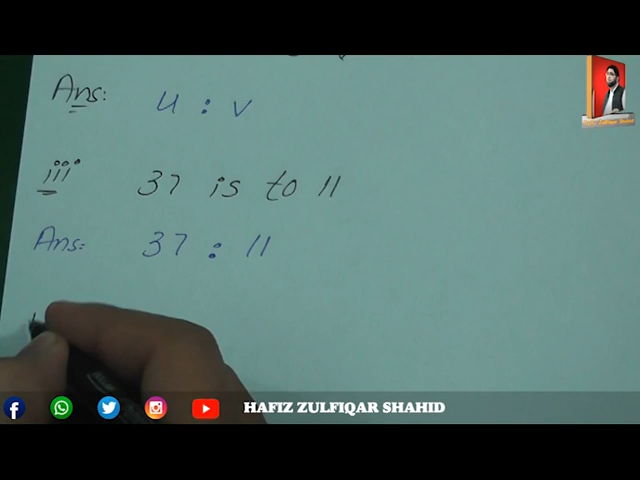 Ans: u : v
iii 37 is to 11
Ans: 37 : 11
HAFIZ ZULFIQAR SHAHID